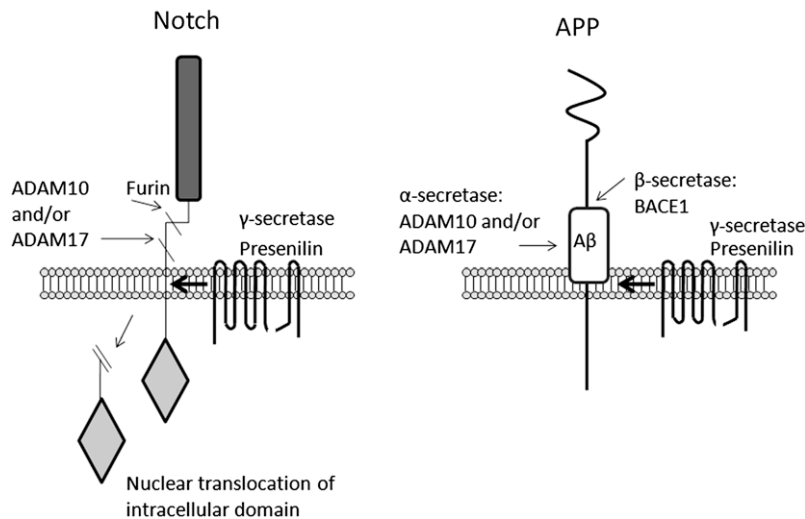 Notch
ADAM10
and/or
ADAM17
Furin
γ-secretase
Presenilin
Nuclear translocation of
intracellular domain
APP
α-secretase:
ADAM10 and/or
ADAM17
Aβ
β-secretase:
BACE1
γ-secretase
Presenilin